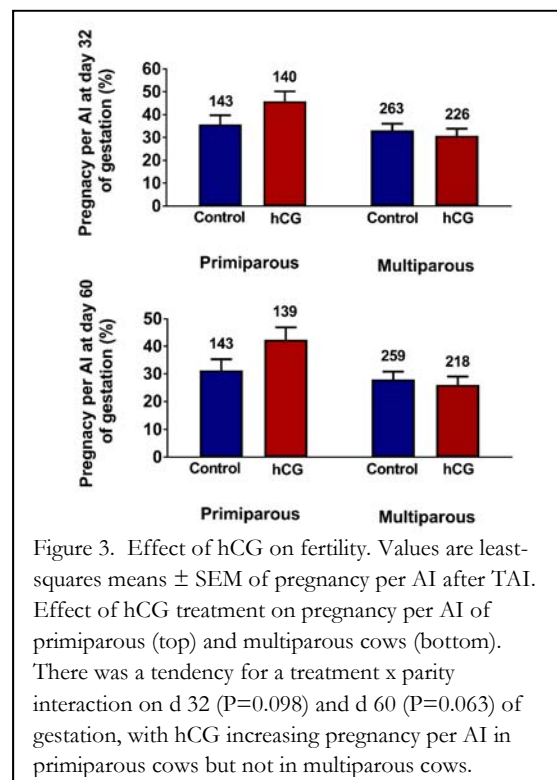 Pregnacy per AI at day 32
of gestation (%)
60
50
40
30
20
10
0
143
140
263
226
Control
hCG
Control
hCG
Primiparous
Multiparous
Pregnacy per AI at day 60
of gestation (%)
50
40
30
20
10
0
143
139
259
218
Control
hCG
Control
hCG
Primiparous
Multiparous
Figure 3. Effect of hCG on fertility. Values are least-
squares means ± SEM of pregnancy per AI after TAI.
Effect of hCG treatment on pregnancy per AI of
primiparous (top) and multiparous cows (bottom).
There was a tendency for a treatment x parity
interaction on d 32 (P=0.098) and d 60 (P=0.063) of
gestation, with hCG increasing pregnancy per AI in
primiparous cows but not in multiparous cows.